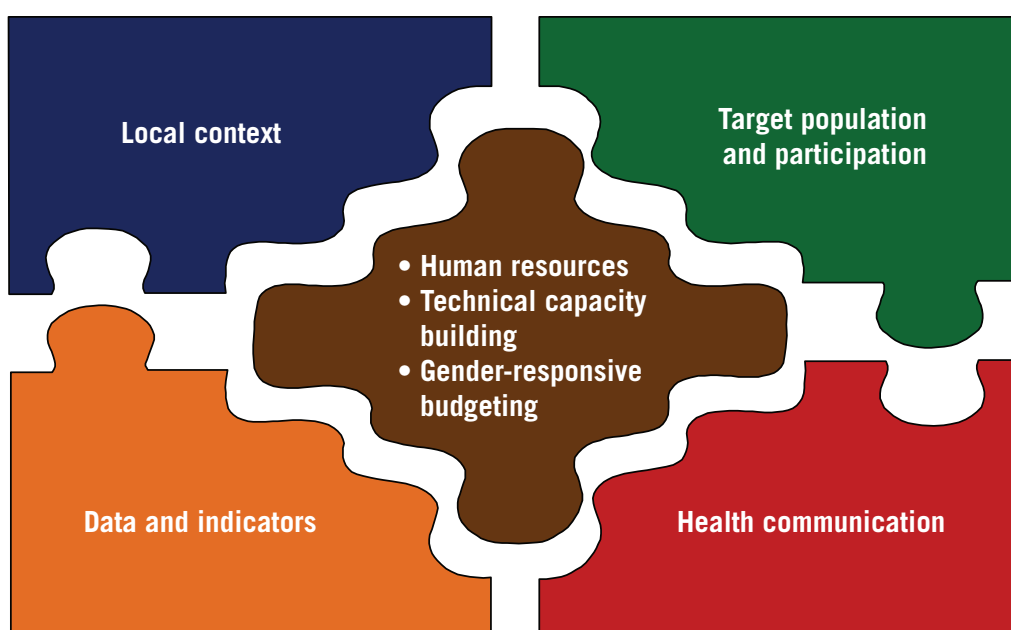 Local context
Target population
and participation
• Human resources
• Technical capacity
building
• Gender-responsive
budgeting
Data and indicators
Health communication